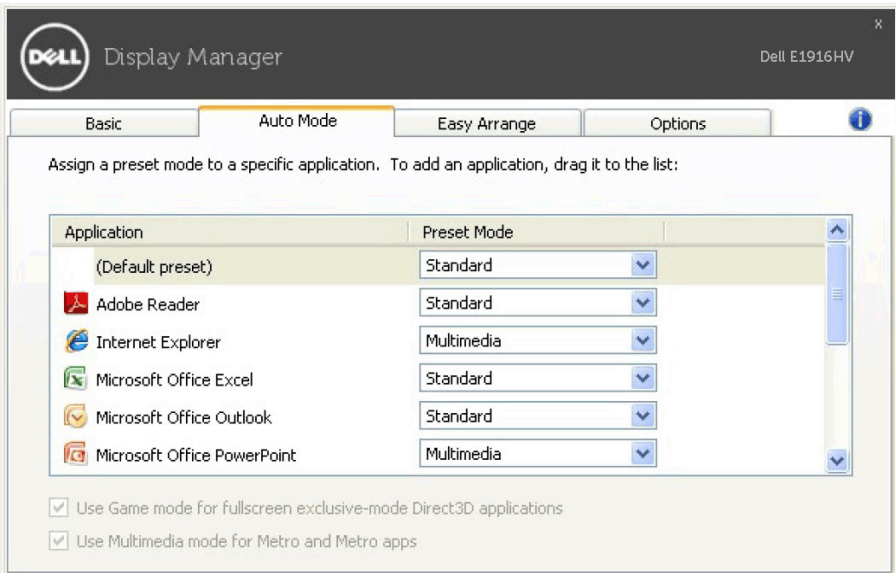 DELL Display Manager Dell E1916HV
x
Basic Auto Mode Easy Arrange Options
Assign a preset mode to a specific application. To add an application, drag it to the list:
Application Preset Mode
(Default preset) Standard
Adobe Reader Standard
Internet Explorer Multimedia
Microsoft Office Excel Standard
Microsoft Office Outlook Standard
Microsoft Office PowerPoint Multimedia
Use Game mode for fullscreen exclusive-mode Direct3D applications
Use Multimedia mode for Metro and Metro apps